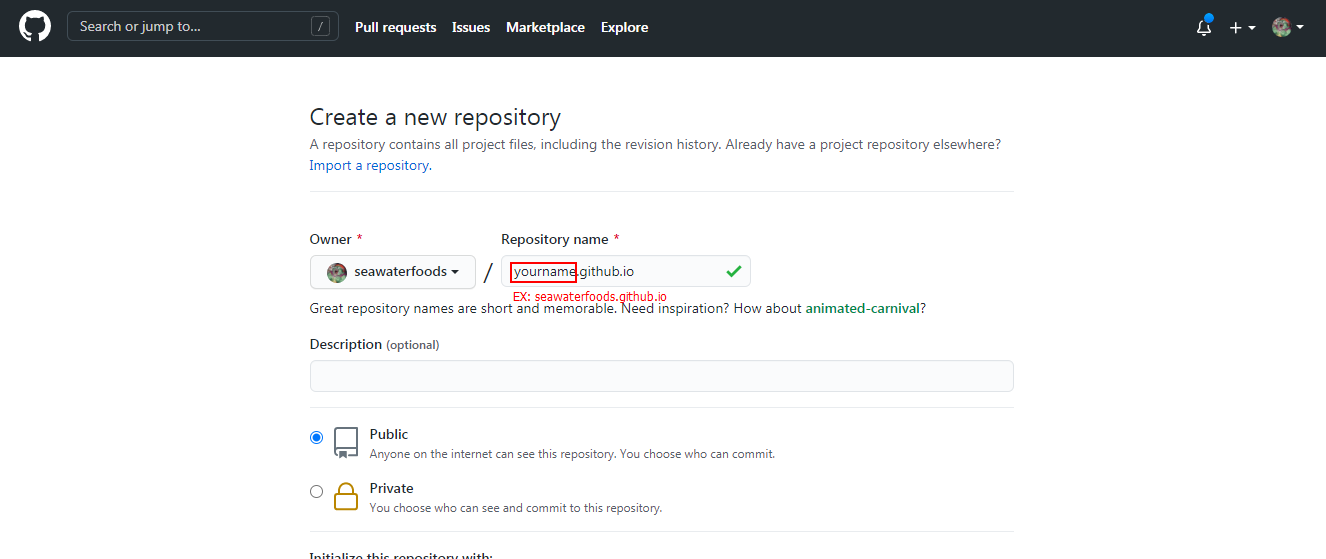 Search or jump to... / Pull requests Issues Marketplace Explore
Create a new repository
A repository contains all project files, including the revision history. Already have a project repository elsewhere?
Import a repository.
Owner * Repository name *
seawaterfoods / yourname.github.io
EX: seawaterfoods.github.io
Great repository names are short and memorable. Need inspiration? How about animated-carnival?
Description (optional)
Public
Anyone on the internet can see this repository. You choose who can commit.
Private
You choose who can see and commit to this repository.
Initialize this repository with: